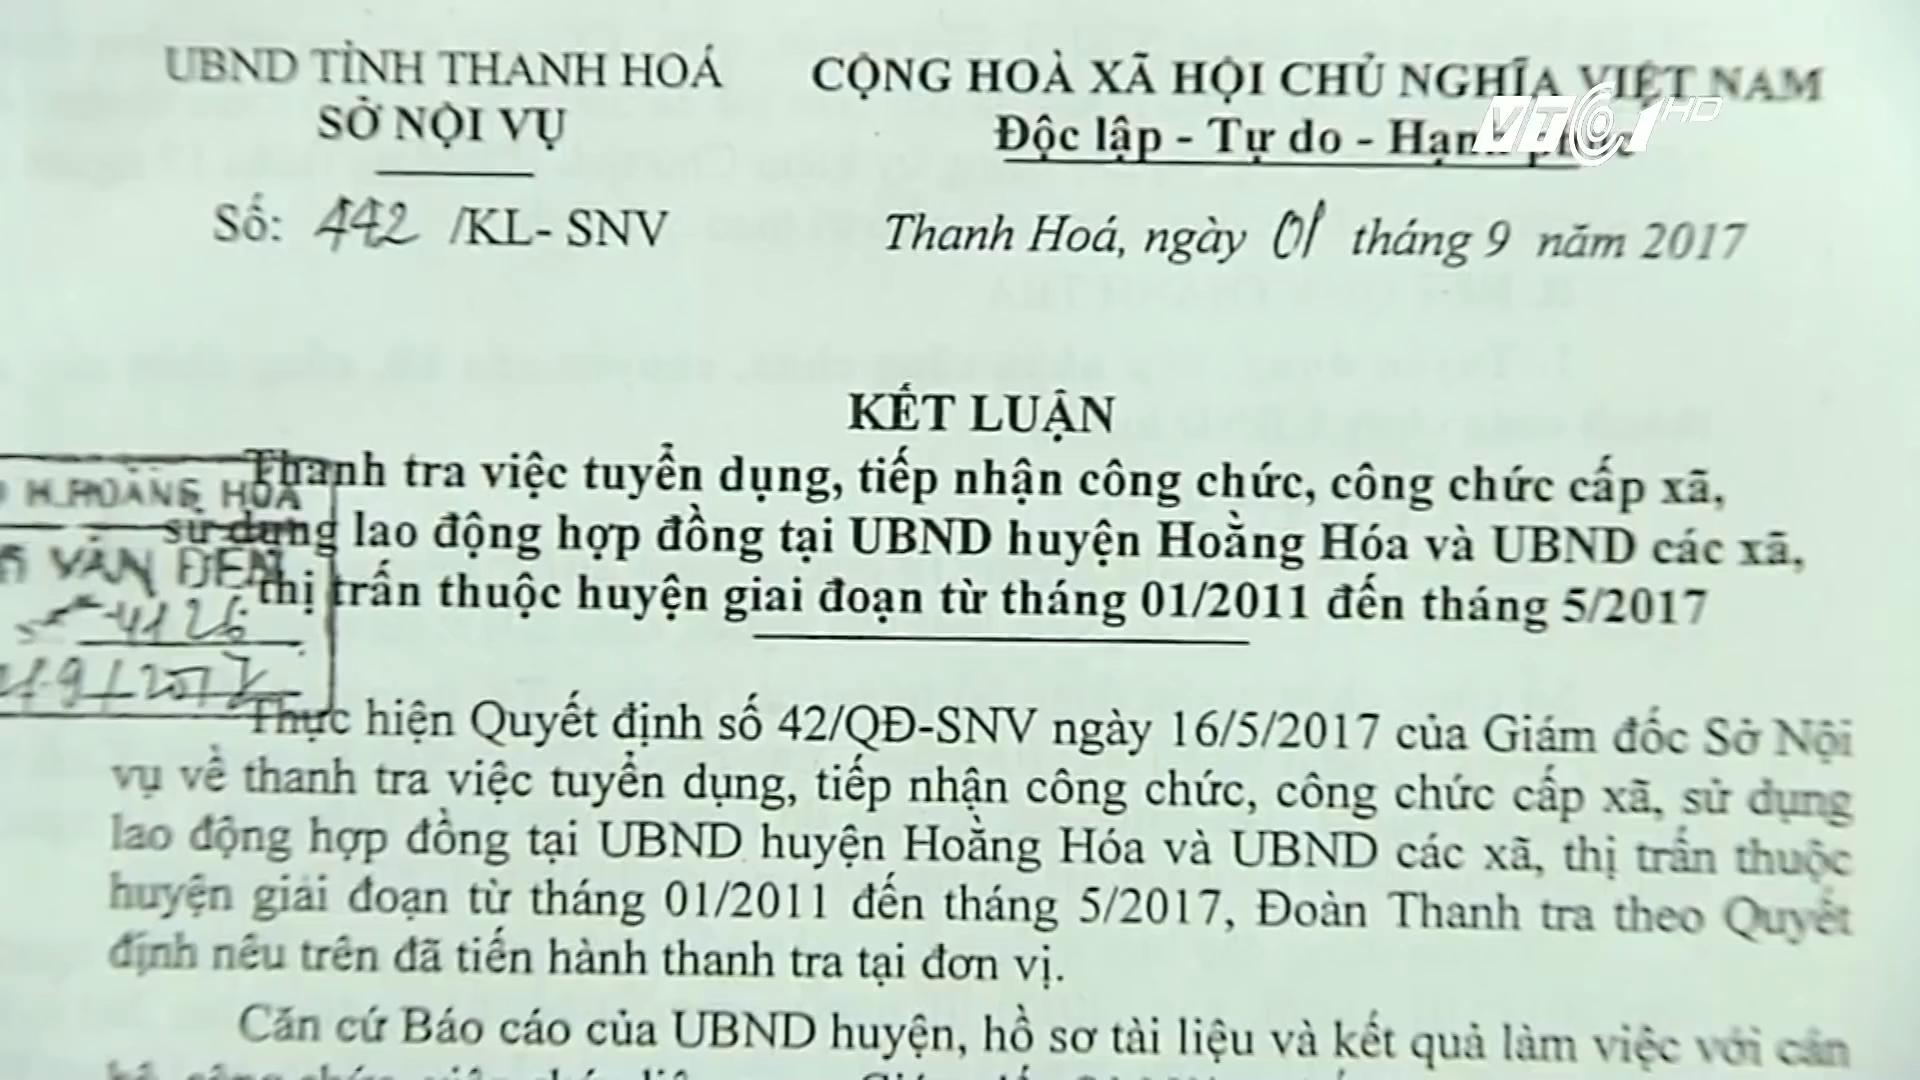 UBND TỈNH THANH HOÁ
SỞ NỘI VỤ
CỘNG HOÀ XÃ HỘI CHỦ NGHĨA VIỆT NAM
Độc lập - Tự do - Hạnh phúc
VTC1 HD
Số: 442 /KL- SNV
Thanh Hoá, ngày 01 tháng 9 năm 2017
KẾT LUẬN
Thanh tra việc tuyển dụng, tiếp nhận công chức, công chức cấp xã,
sử dụng lao động hợp đồng tại UBND huyện Hoằng Hóa và UBND các xã,
thị trấn thuộc huyện giai đoạn từ tháng 01/2011 đến tháng 5/2017
H.HOẰNG HÓA
VĂN ĐẾN
4126
Thực hiện Quyết định số 42/QĐ-SNV ngày 16/5/2017 của Giám đốc Sở Nội
vụ về thanh tra việc tuyển dụng, tiếp nhận công chức, công chức cấp xã, sử dụng
lao động hợp đồng tại UBND huyện Hoằng Hóa và UBND các xã, thị trấn thuộc
huyện giai đoạn từ tháng 01/2011 đến tháng 5/2017, Đoàn Thanh tra theo Quyết
định nêu trên đã tiến hành thanh tra tại đơn vị.
Căn cứ Báo cáo của UBND huyện, hồ sơ tài liệu và kết quả làm việc với cán